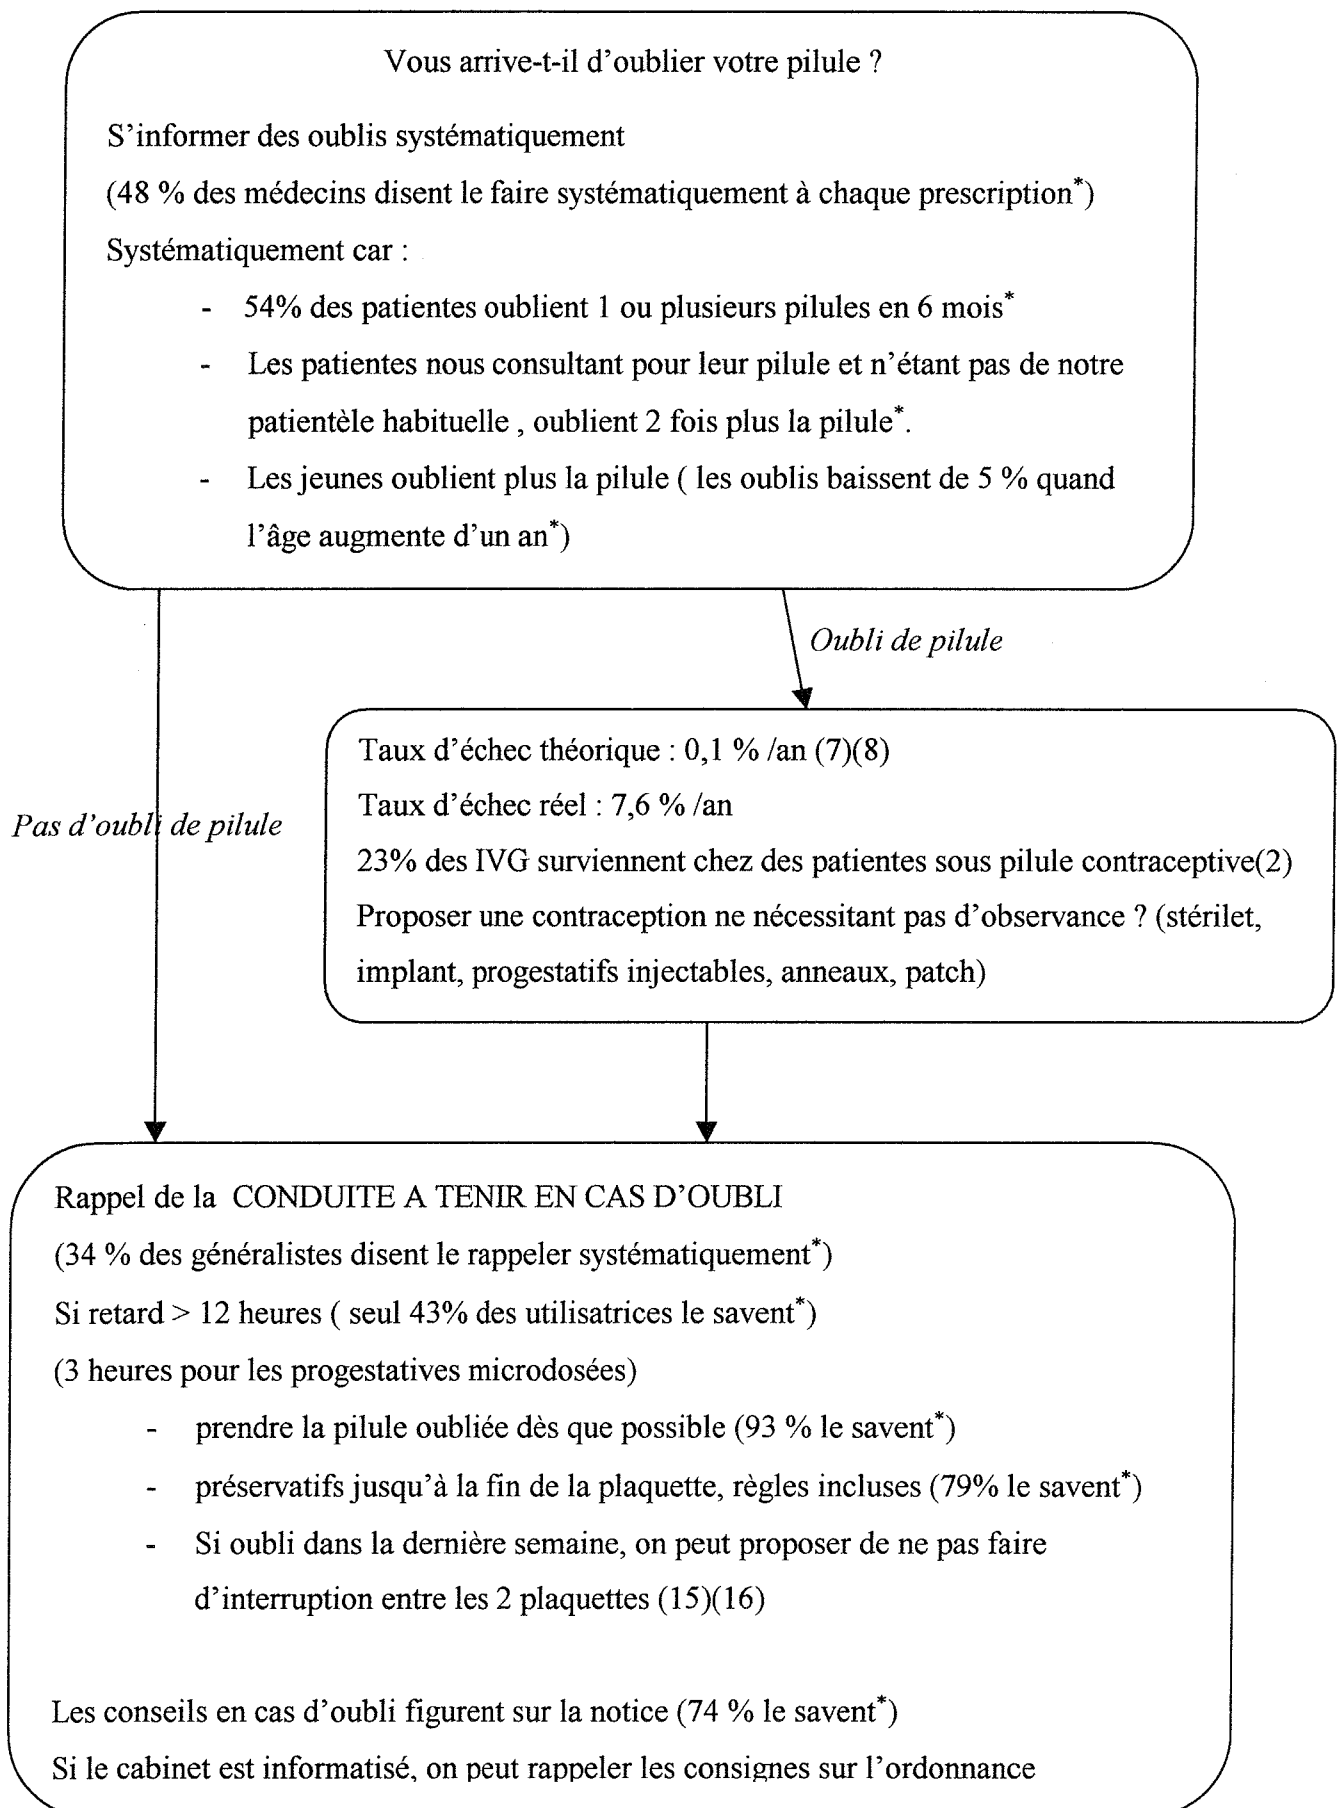 Vous arrive-t-il d'oublier votre pilule ?
S'informer des oublis systématiquement
(48 % des médecins disent le faire systématiquement à chaque prescription*)
Systématiquement car :
- 54% des patientes oublient 1 ou plusieurs pilules en 6 mois*
- Les patientes nous consultant pour leur pilule et n'étant pas de notre
patientèle habituelle , oublient 2 fois plus la pilule*.
- Les jeunes oublient plus la pilule ( les oublis baissent de 5 % quand
l'âge augmente d'un an*)
Oubli de pilule
Taux d'échec théorique : 0,1 % /an (7)(8)
Taux d'échec réel : 7,6 % /an
Pas d'oubli de pilule
23% des IVG surviennent chez des patientes sous pilule contraceptive(2)
Proposer une contraception ne nécessitant pas d'observance ? (stérilet,
implant, progestatifs injectables, anneaux, patch)
Rappel de la CONDUITE A TENIR EN CAS D'OUBLI
(34 % des généralistes disent le rappeler systématiquement*)
Si retard > 12 heures ( seul 43% des utilisatrices le savent*)
(3 heures pour les progestatives microdosées)
- prendre la pilule oubliée dès que possible (93 % le savent*)
- préservatifs jusqu'à la fin de la plaquette, règles incluses (79% le savent*)
- Si oubli dans la dernière semaine, on peut proposer de ne pas faire
d'interruption entre les 2 plaquettes (15)(16)
Les conseils en cas d'oubli figurent sur la notice (74 % le savent*)
Si le cabinet est informatisé, on peut rappeler les consignes sur l'ordonnance